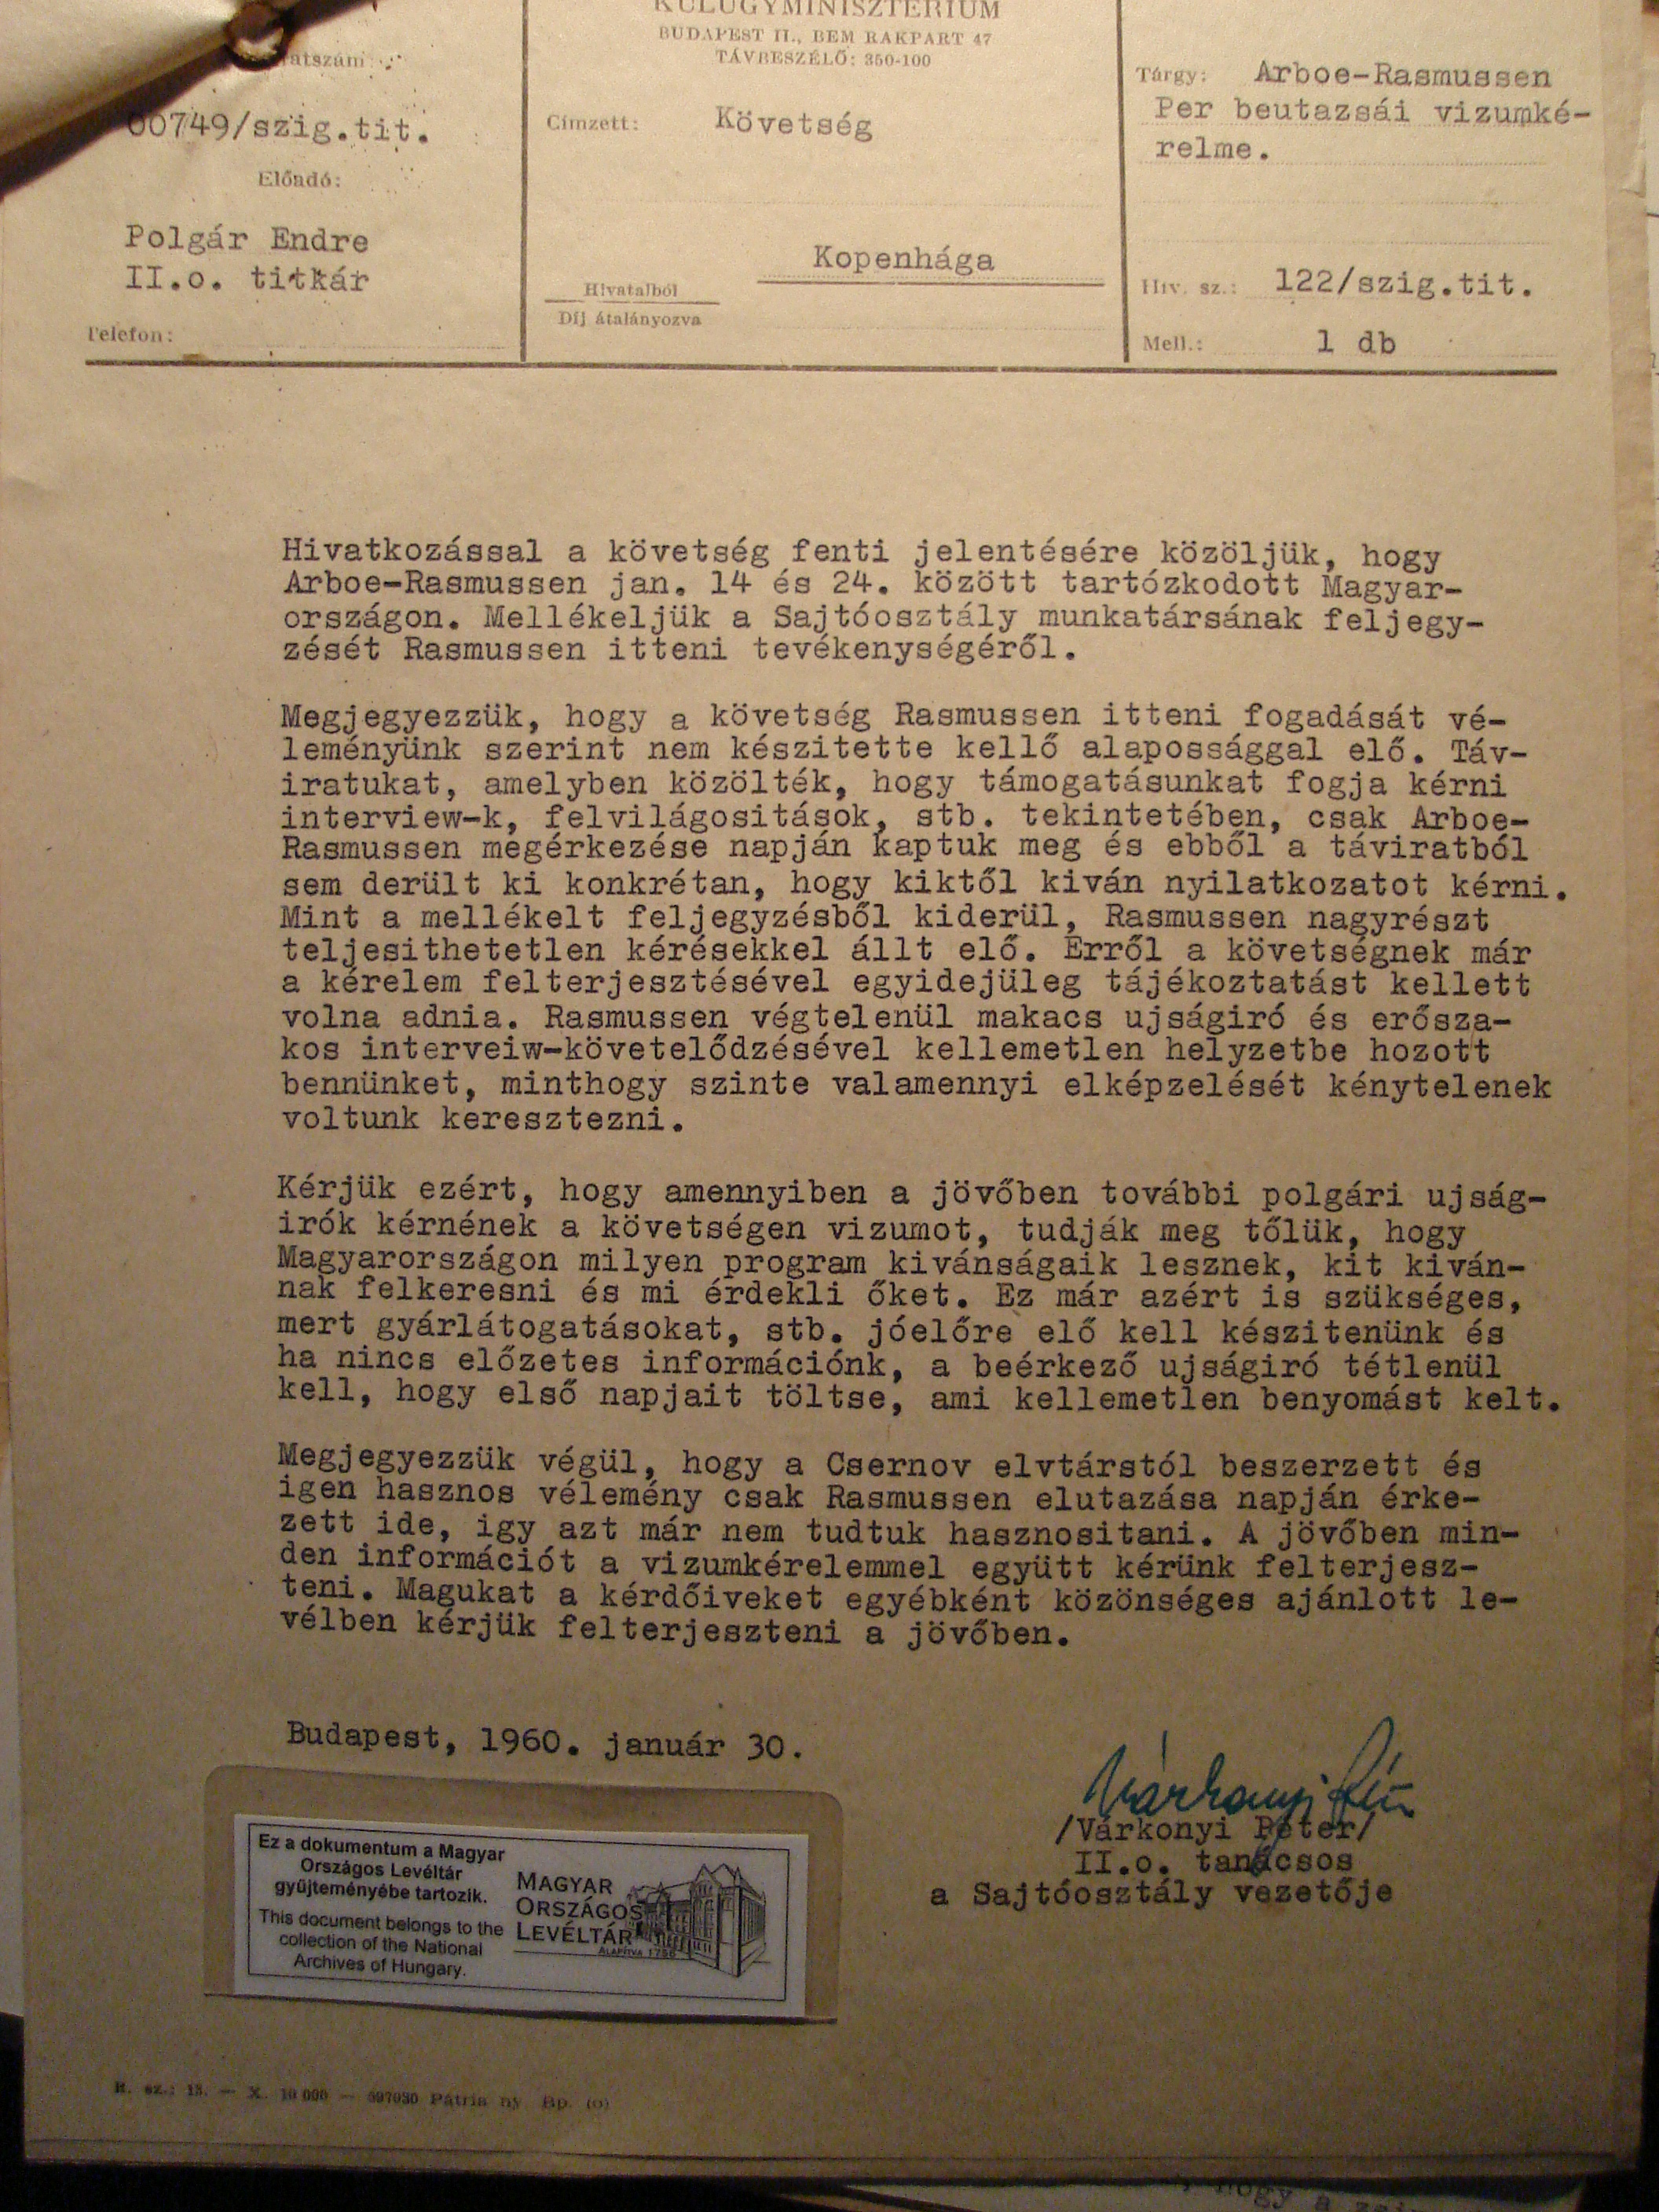 KÜLÜGYMINISZTÉRIUM
BUDAPEST II., BEM RAKPART 47
TÁVBESZÉLŐ: 350-100
00749/szig.tit.
Előadó:
Polgár Endre
II.o. titkár
Telefon:
Címzett: Követség
Kopenhága
Hivatalból
Díj átalányozva
Tárgy: Arboe-Rasmussen
Per beutazsái vizumké-
relme.
Hiv. sz.: 122/szig.tit.
Mell.: 1 db
Hivatkozással a követség fenti jelentésére közöljük, hogy
Arboe-Rasmussen jan. 14 és 24. között tartózkodott Magyar-
országon. Mellékeljük a Sajtóosztály munkatársának feljegy-
zését Rasmussen itteni tevékenységéről.
Megjegyezzük, hogy a követség Rasmussen itteni fogadását vé-
leményünk szerint nem készitette kellő alapossággal elő. Táv-
iratukat, amelyben közölték, hogy támogatásunkat fogja kérni
interview-k, felvilágositások, stb. tekintetében, csak Arboe-
Rasmussen megérkezése napján kaptuk meg és ebből a táviratból
sem derült ki konkrétan, hogy kiktől kiván nyilatkozatot kérni.
Mint a mellékelt feljegyzésből kiderül, Rasmussen nagyrészt
teljesithetetlen kérésekkel állt elő. Erről a követségnek már
a kérelem felterjesztésével egyidejüleg tájékoztatást kellett
volna adnia. Rasmussen végtelenül makacs ujságiró és erősza-
kos interveiw-követelődzésével kellemetlen helyzetbe hozott
bennünket, minthogy szinte valamennyi elképzelését kénytelenek
voltunk keresztezni.
Kérjük ezért, hogy amennyiben a jövőben további polgári ujság-
irók kérnének a követségen vizumot, tudják meg tőlük, hogy
Magyarországon milyen program kivánságaik lesznek, kit kiván-
nak felkeresni és mi érdekli őket. Ez már azért is szükséges,
mert gyárlátogatásokat, stb. jóelőre elő kell készitenünk és
ha nincs előzetes információnk, a beérkező ujságiró tétlenül
kell, hogy első napjait töltse, ami kellemetlen benyomást kelt.
Megjegyezzük végül, hogy a Csernov elvtárstól beszerzett és
igen hasznos vélemény csak Rasmussen elutazása napján érke-
zett ide, igy azt már nem tudtuk hasznositani. A jövőben min-
den információt a vizumkérelemmel együtt kérünk felterjesz-
teni. Magukat a kérdőiveket egyébként közönséges ajánlott le-
vélben kérjük felterjeszteni a jövőben.
Budapest, 1960. január 30.
/Várkonyi Péter/
II.o. tanácsos
a Sajtóosztály vezetője
Ez a dokumentum a Magyar
Országos Levéltár
gyűjteményébe tartozik.
This document belongs to the
collection of the National
Archives of Hungary.
MAGYAR
ORSZÁGOS
LEVÉLTÁR
ALAPÍTVA 1756
R. sz.: 13. — X. 10 000 — 597030 Pátria ny. Bp.